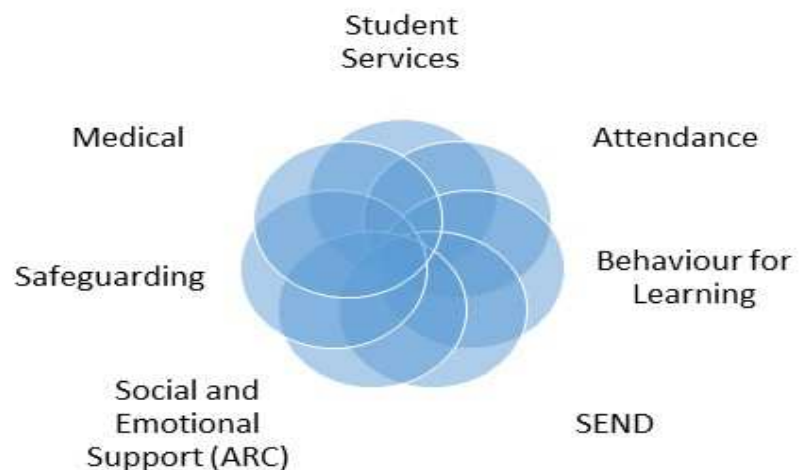 Student
Services
Attendance
Behaviour for
Learning
SEND
Social and
Emotional
Support (ARC)
Safeguarding
Medical